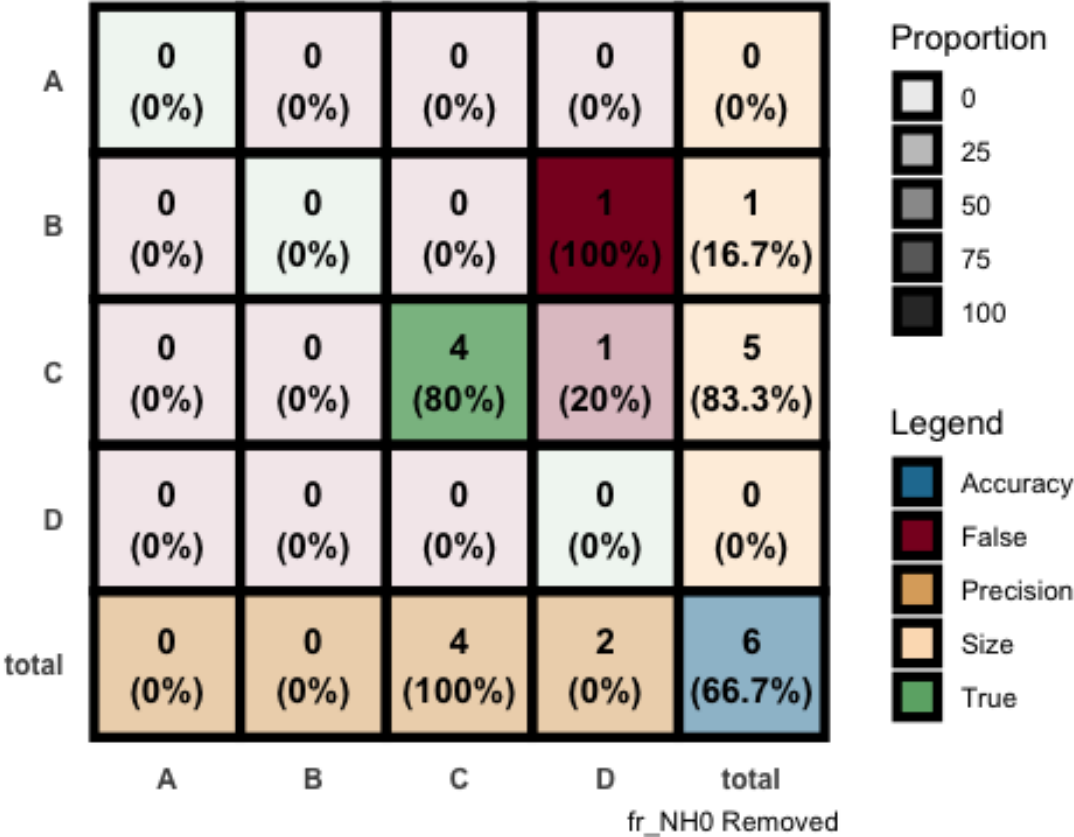 A
0 0 0 0 0
(0%) (0%) (0%) (0%) (0%)
B
0 0 0 1 1
(0%) (0%) (0%) (100%) (16.7%)
C
0 0 4 1 5
(0%) (0%) (80%) (20%) (83.3%)
D
0 0 0 0 0
(0%) (0%) (0%) (0%) (0%)
total
0 0 4 2 6
(0%) (0%) (100%) (0%) (66.7%)
A B C D total
fr_NH0 Removed
Proportion
0
25
50
75
100
Legend
Accuracy
False
Precision
Size
True